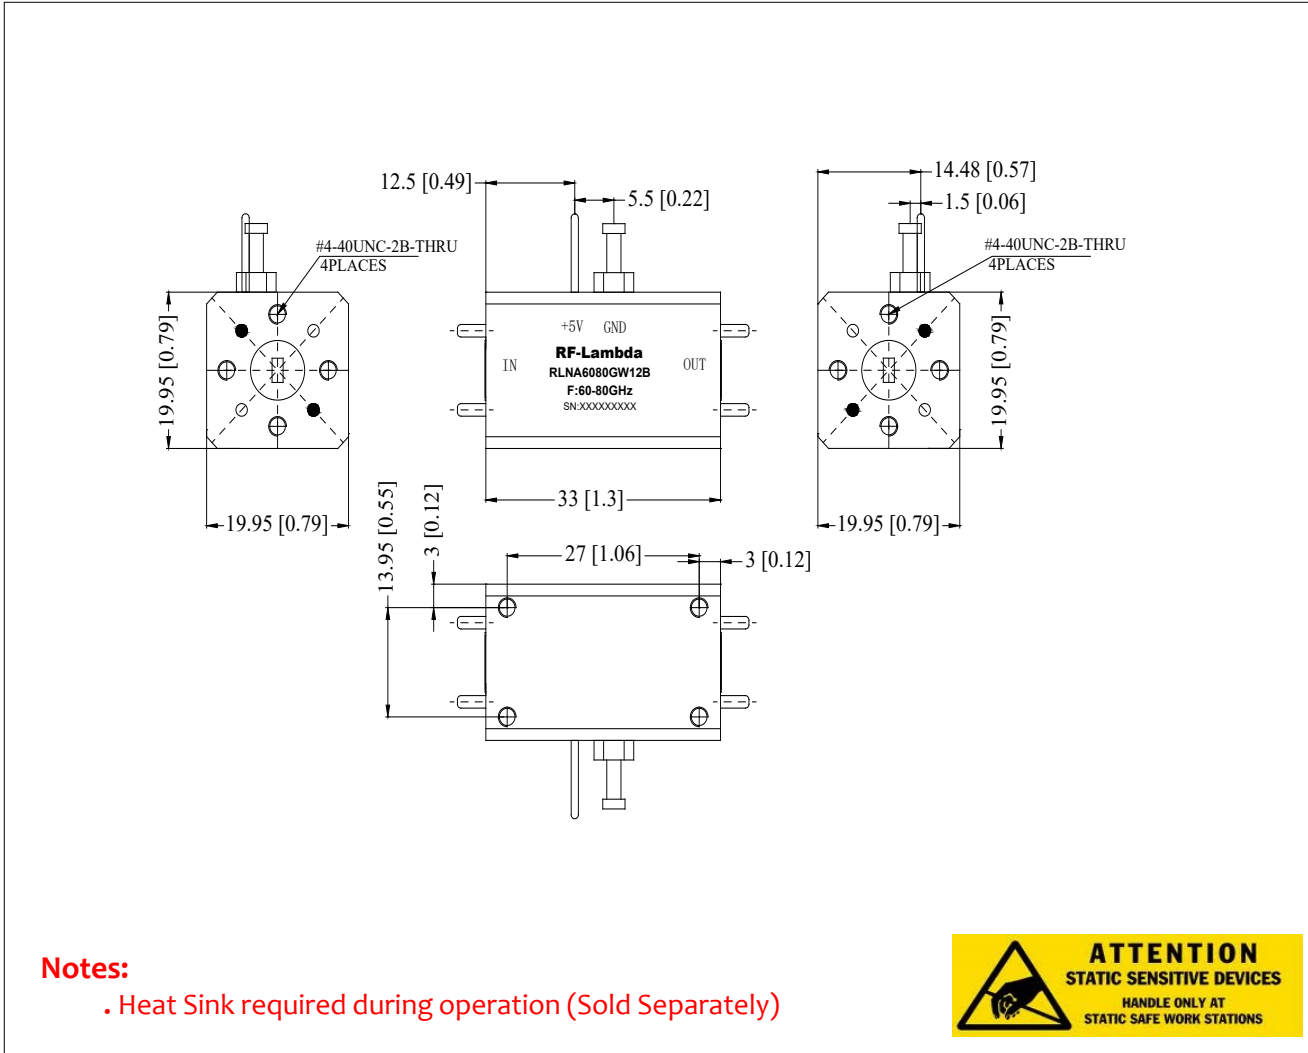 12.5 [0.49]
5.5 [0.22]
14.48 [0.57]
1.5 [0.06]
#4-40UNC-2B-THRU
4PLACES
#4-40UNC-2B-THRU
4PLACES
19.95 [0.79]
19.95 [0.79]
+5V GND
RF-Lambda
IN
OUT
RLNA6080GW12B
F:60-80GHz
SN:XXXXXXXXX
19.95 [0.79]
19.95 [0.79]
33 [1.3]
13.95 [0.55]
3 [0.12]
27 [1.06]
3 [0.12]
Notes:
. Heat Sink required during operation (Sold Separately)
ATTENTION
STATIC SENSITIVE DEVICES
HANDLE ONLY AT
STATIC SAFE WORK STATIONS